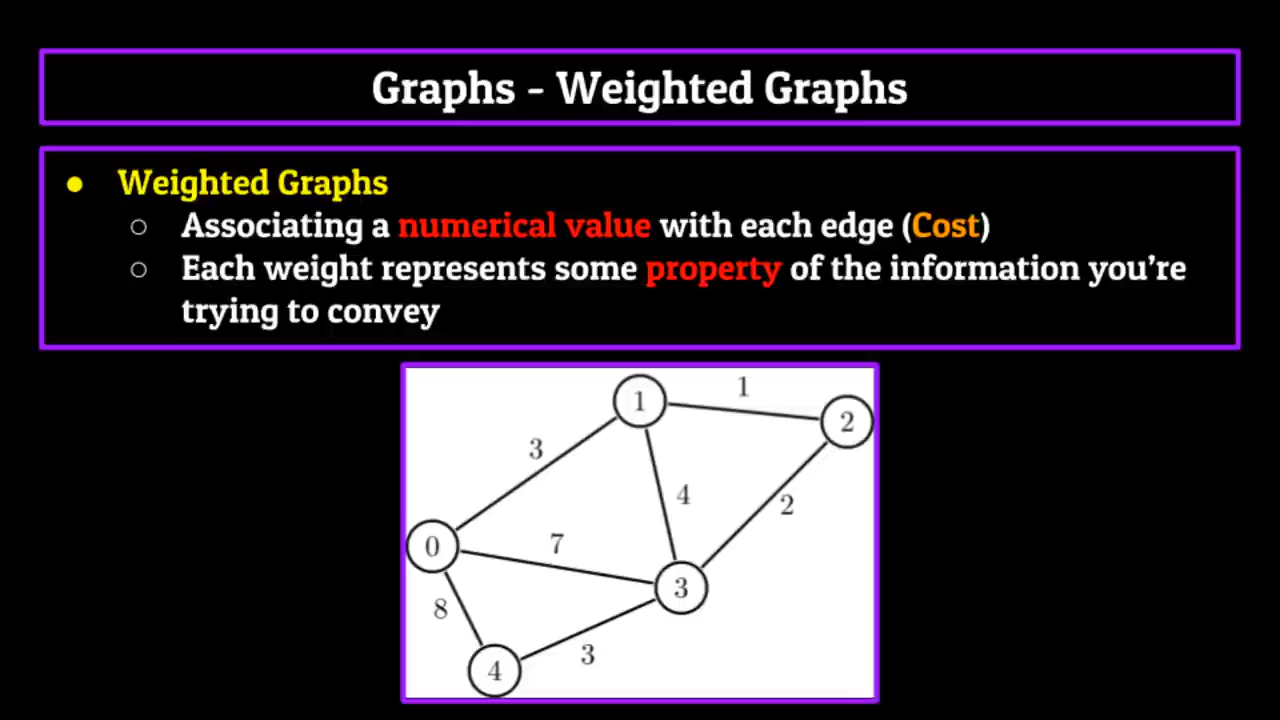 Graphs - Weighted Graphs
● Weighted Graphs
○ Associating a numerical value with each edge (Cost)
○ Each weight represents some property of the information you're
trying to convey
1
1
2
3
4
2
0
7
3
8
3
4